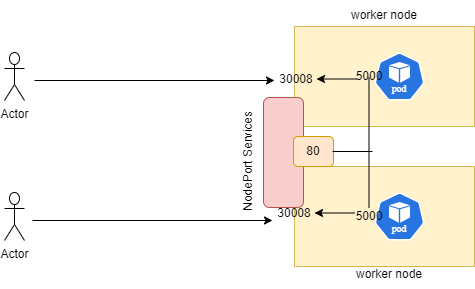 worker node
30008
5000
pod
Actor
NodePort Services
80
30008
5000
pod
Actor
worker node